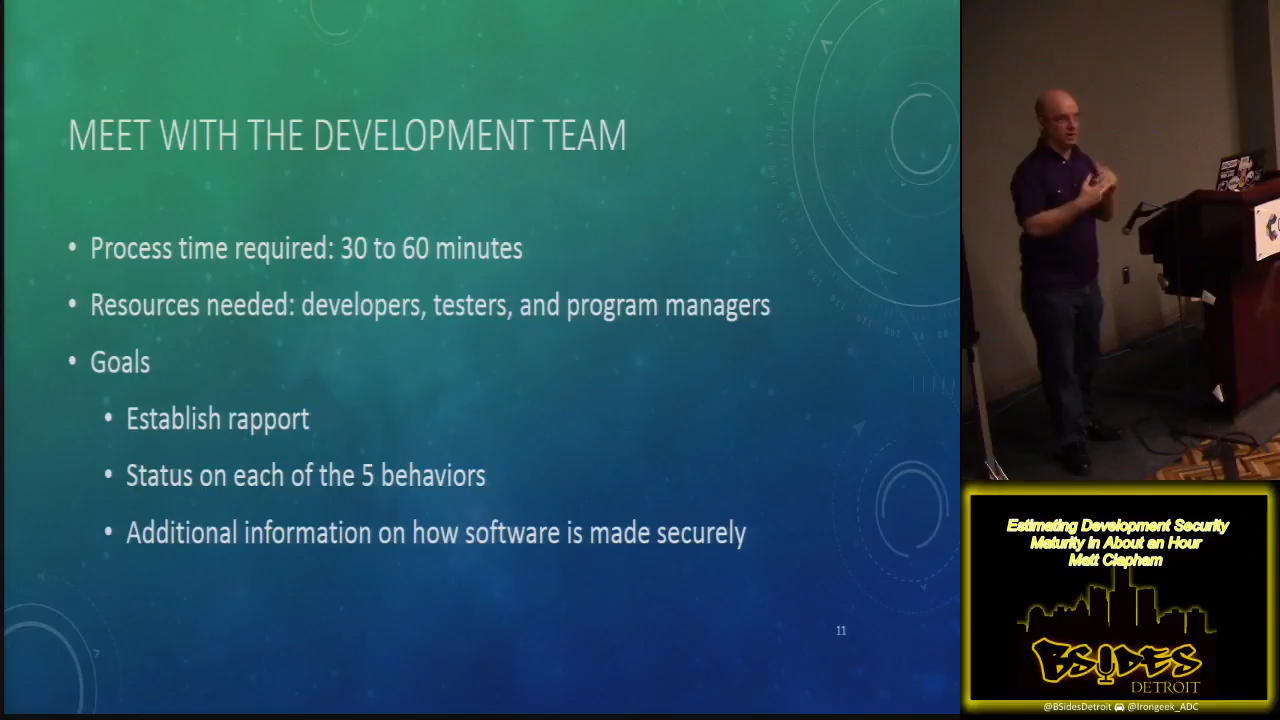 MEET WITH THE DEVELOPMENT TEAM
• Process time required: 30 to 60 minutes
• Resources needed: developers, testers, and program managers
• Goals
• Establish rapport
• Status on each of the 5 behaviors
• Additional information on how software is made securely
11
Estimating Development Security
Maturity in About an Hour
Matt Clapham
BSIDES
DETROIT
@BSidesDetroit @Irongeek_ADC